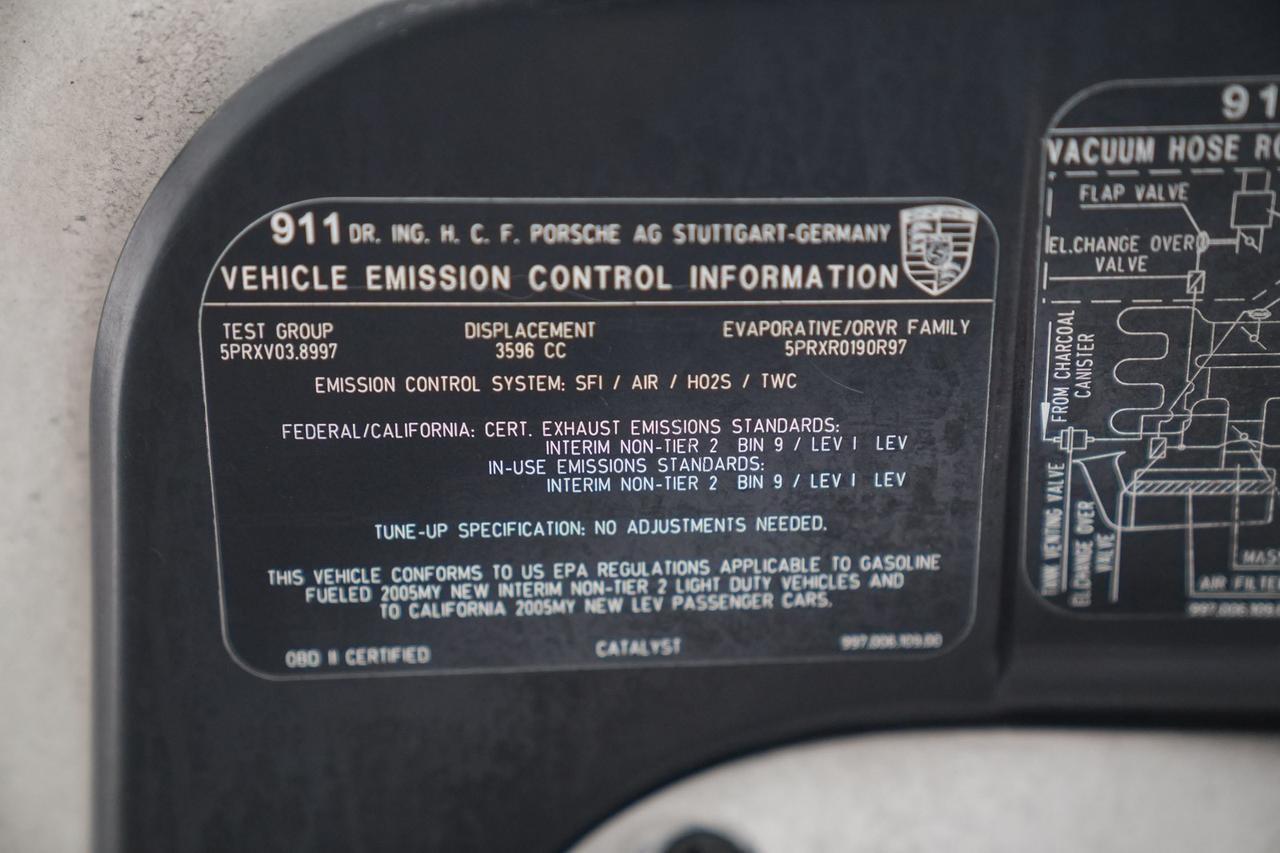 911 DR. ING. H. C. F. PORSCHE AG STUTTGART-GERMANY
VEHICLE EMISSION CONTROL INFORMATION
TEST GROUP DISPLACEMENT EVAPORATIVE/ORVR FAMILY
5PRXV03.8997 3596 CC 5PRXR0190R97
EMISSION CONTROL SYSTEM: SFI / AIR / HO2S / TWC
FEDERAL/CALIFORNIA: CERT. EXHAUST EMISSIONS STANDARDS:
INTERIM NON-TIER 2 BIN 9 / LEV I LEV
IN-USE EMISSIONS STANDARDS:
INTERIM NON-TIER 2 BIN 9 / LEV I LEV
TUNE-UP SPECIFICATION: NO ADJUSTMENTS NEEDED.
THIS VEHICLE CONFORMS TO US EPA REGULATIONS APPLICABLE TO GASOLINE
FUELED 2005MY NEW INTERIM NON-TIER 2 LIGHT DUTY VEHICLES AND
TO CALIFORNIA 2005MY NEW LEV PASSENGER CARS.
OBD II CERTIFIED CATALYST 997.006.109.00
91
VACUUM HOSE RO
FLAP VALVE
EL.CHANGE OVER
VALVE
FROM CHARCOAL
CANISTER
TANK VENTING VALVE
EL.CHANGE OVER
VALVE
MAS
AIR FILTE
997.006.109